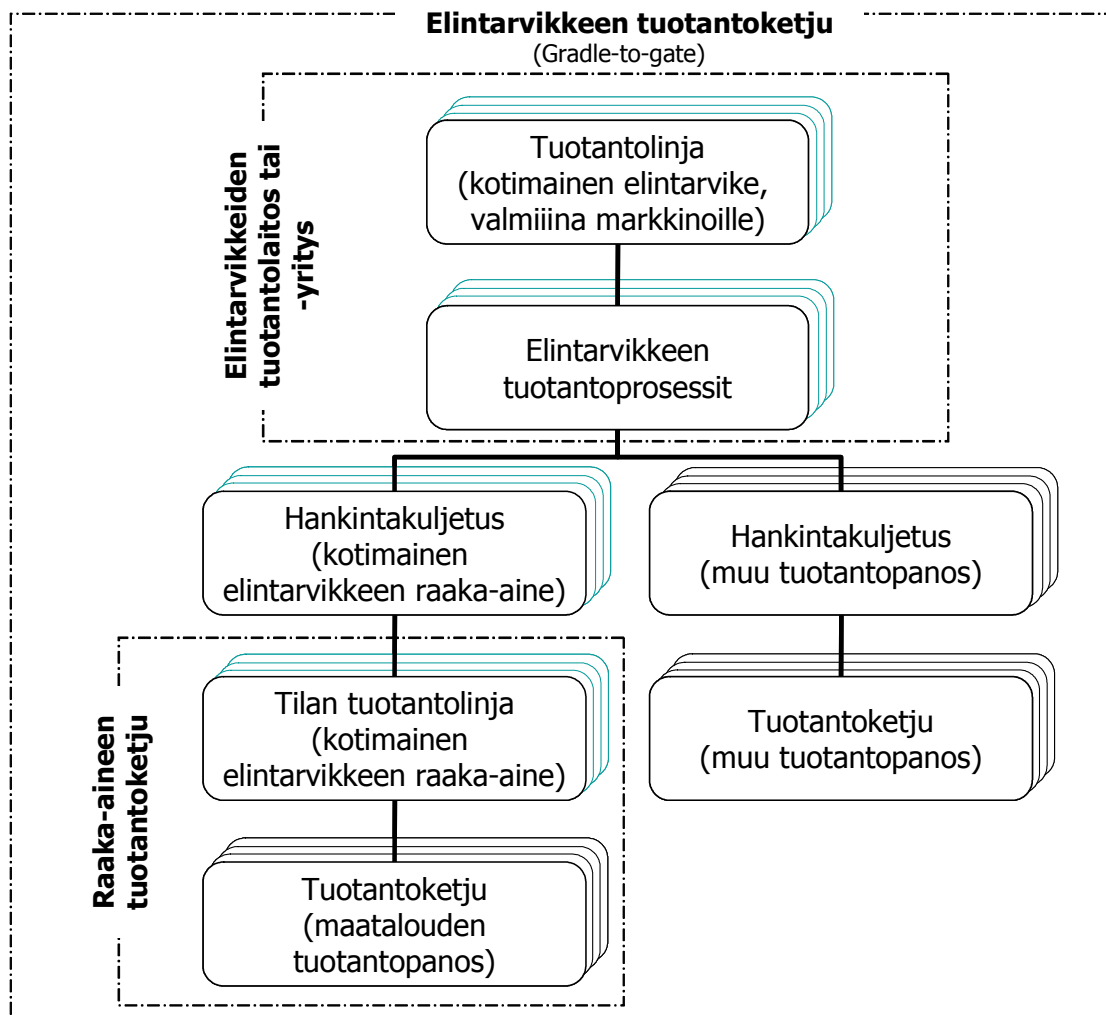 Elintarvikkeen tuotantoketju
(Gradle-to-gate)
Elintarvikkeiden
tuotantolaitos tai
-yritys
Tuotantolinja
(kotimainen elintarvike,
valmiiina markkinoille)
Elintarvikkeen
tuotantoprosessit
Hankintakuljetus
(kotimainen
elintarvikkeen raaka-aine)
Hankintakuljetus
(muu tuotantopanos)
Raaka-aineen
tuotantoketju
Tilan tuotantolinja
(kotimainen
elintarvikkeen raaka-aine)
Tuotantoketju
(muu tuotantopanos)
Tuotantoketju
(maatalouden
tuotantopanos)